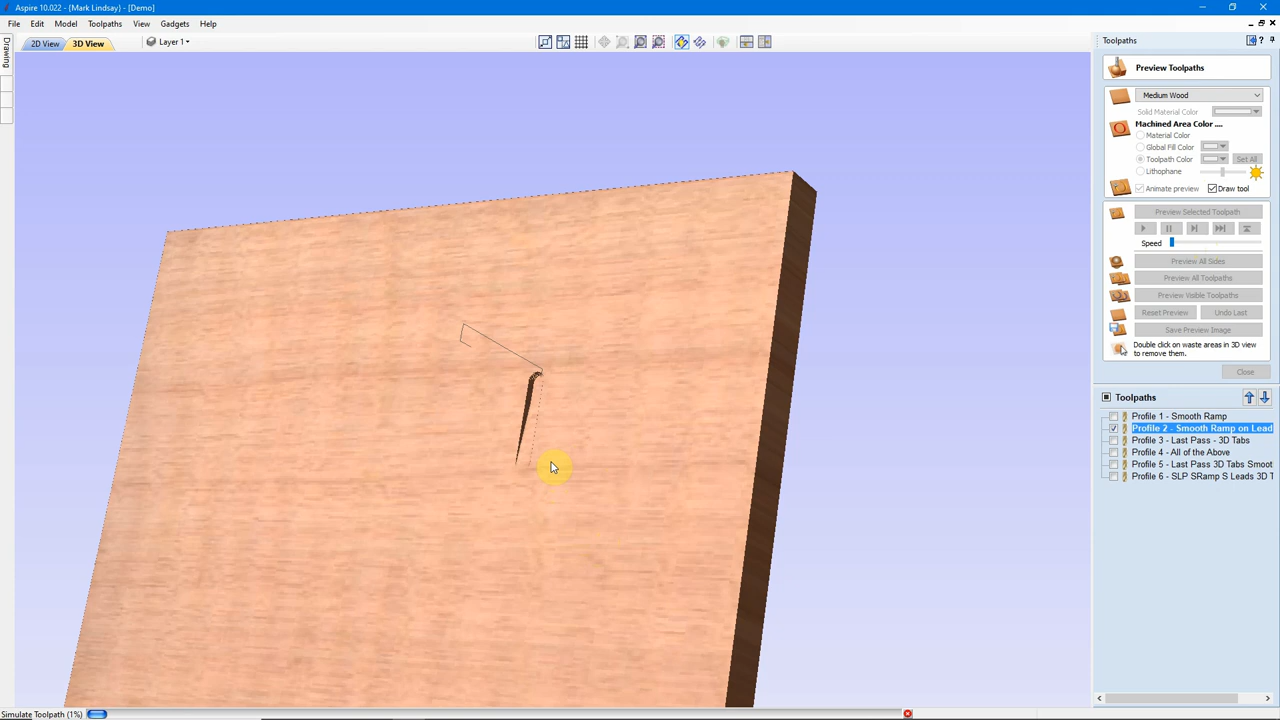 Aspire 10.022 - (Mark Lindsay) - [Demo]
File Edit Model Toolpaths View Gadgets Help
2D View 3D View Layer 1
Drawing
Toolpaths
Preview Toolpaths
Medium Wood
Solid Material Color
Machined Area Color ....
Material Color
Global Fill Color
Toolpath Color Set All
Lithophane
Animate preview Draw tool
Preview Selected Toolpath
Speed
Preview All Sides
Preview All Toolpaths
Preview Visible Toolpaths
Reset Preview Undo Last
Save Preview Image
Double click on waste areas in 3D view
to remove them.
Close
Toolpaths
Profile 1 - Smooth Ramp
Profile 2 - Smooth Ramp on Lead
Profile 3 - Last Pass - 3D Tabs
Profile 4 - All of the Above
Profile 5 - Last Pass 3D Tabs Smoot
Profile 6 - SLP SRamp S Leads 3D T
Simulate Toolpath (1%)